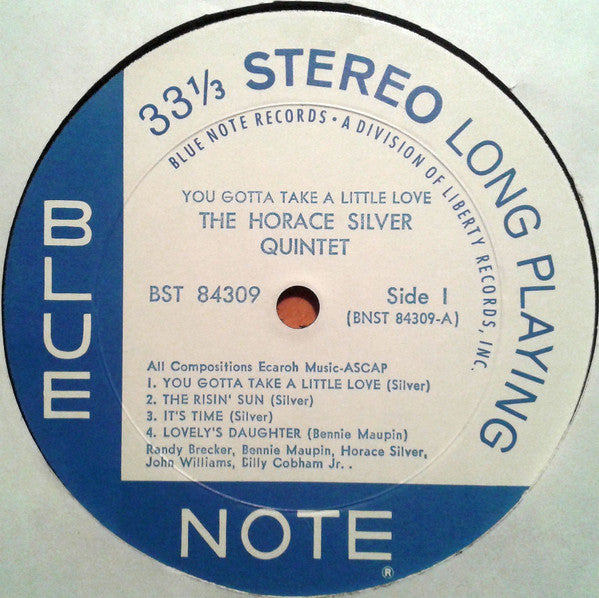 33 1/3 STEREO LONG PLAYING
BLUE NOTE RECORDS • A DIVISION OF LIBERTY RECORDS, INC.
YOU GOTTA TAKE A LITTLE LOVE
THE HORACE SILVER
QUINTET
BST 84309
Side 1
(BNST 84309-A)
All Compositions Ecaroh Music-ASCAP
1. YOU GOTTA TAKE A LITTLE LOVE (Silver)
2. THE RISIN' SUN (Silver)
3. IT'S TIME (Silver)
4. LOVELY'S DAUGHTER (Bennie Maupin)
Randy Brecker, Bennie Maupin, Horace Silver,
John Williams, Billy Cobham Jr. .
BLUE
NOTE ®